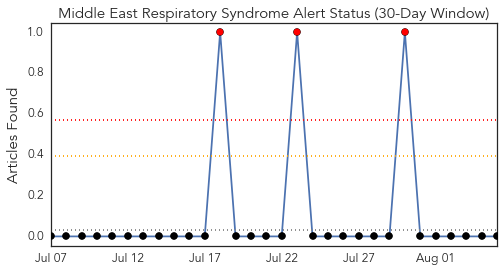 Middle East Respiratory Syndrome Alert Status (30-Day Window)
Articles Found
1.0
0.8
0.6
0.4
0.2
0.0
Jul 07 Jul 12 Jul 17 Jul 22 Jul 27 Aug 01